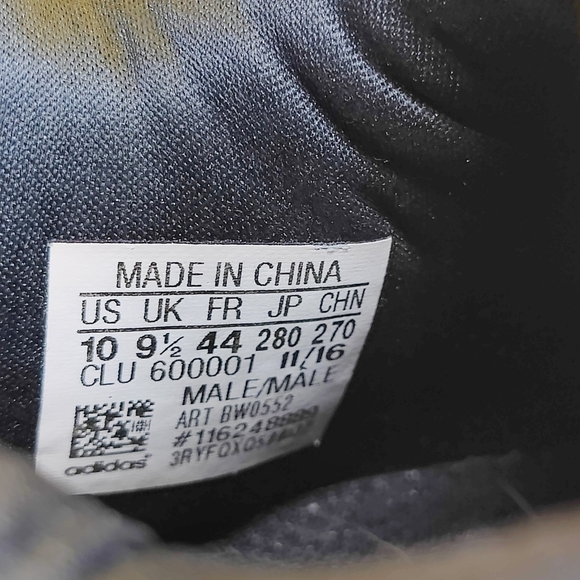 MADE IN CHINA
US UK FR JP CHN
10 9½ 44 280 270
CLU 600001 11/16
MALE/MALE
ART BW0552
adidas